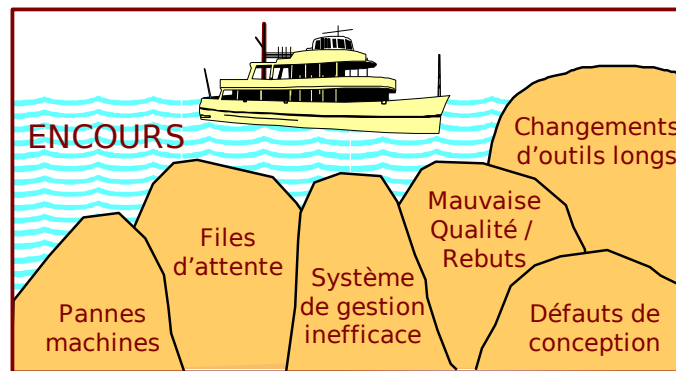 ENCOURS
Changements
d'outils longs
Mauvaise
Qualité /
Rebuts
Files
d'attente
Système
de gestion
inefficace
Pannes
machines
Défauts de
conception